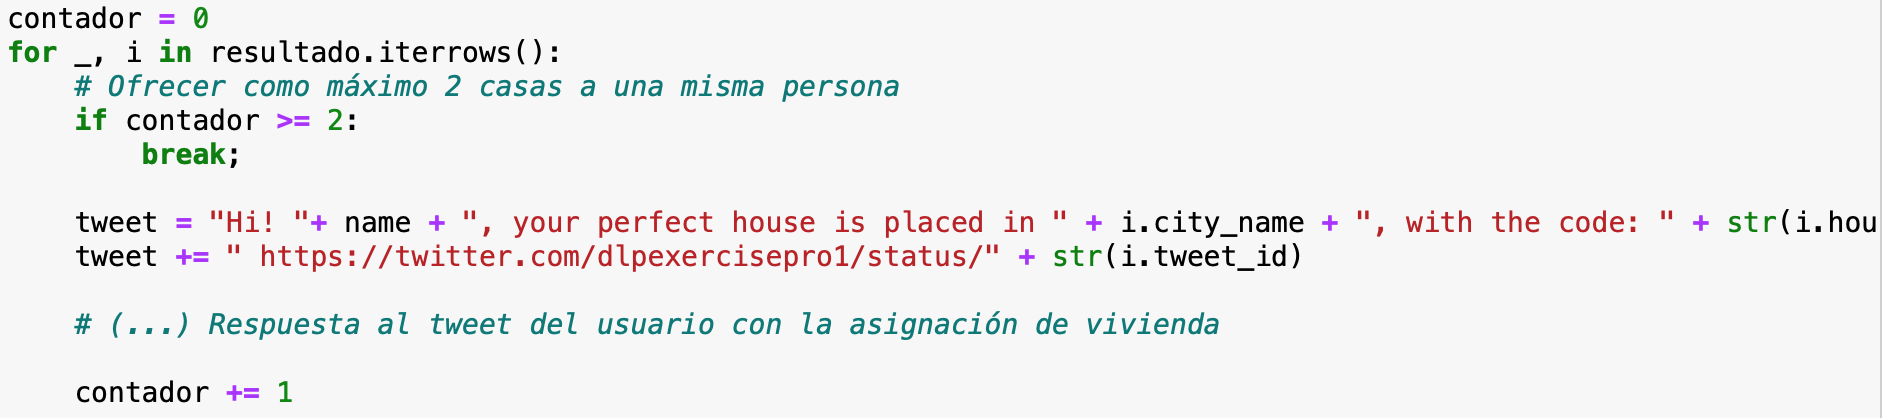 contador = 0
for _, i in resultado.iterrows():
    # Ofrecer como máximo 2 casas a una misma persona
    if contador >= 2:
        break;
    tweet = "Hi! "+ name + ", your perfect house is placed in " + i.city_name + ", with the code: " + str(i.hou
    tweet += " https://twitter.com/dlpexercisepro1/status/" + str(i.tweet_id)
    # (...) Respuesta al tweet del usuario con la asignación de vivienda
    contador += 1